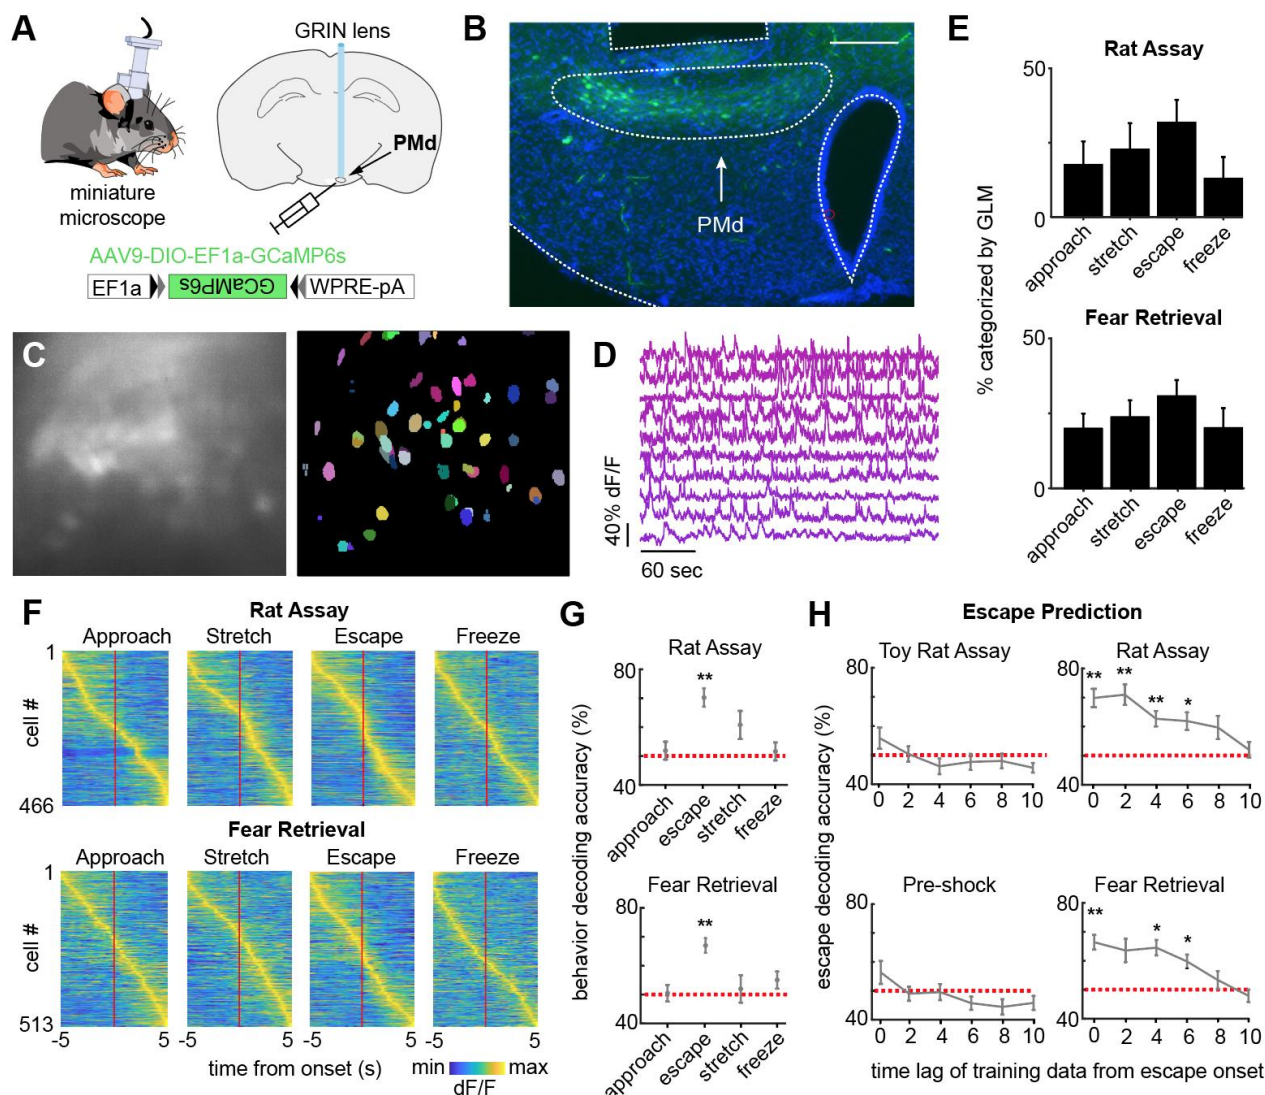 A
miniature
microscope
GRIN lens
PMd
AAV9-DIO-EF1a-GCaMP6s
EF1a
GCaMP6s
WPRE-pA
B
PMd
C
D
40% dF/F
60 sec
E
% categorized by GLM
Rat Assay
50
0
approach
stretch
escape
freeze
Fear Retrieval
50
0
approach
stretch
escape
freeze
F
Rat Assay
Approach
Stretch
Escape
Freeze
1
cell #
466
Fear Retrieval
Approach
Stretch
Escape
Freeze
1
cell #
513
-5
5
-5
5
-5
5
-5
5
time from onset (s)
min
max
dF/F
G
behavior decoding accuracy (%)
Rat Assay
80
**
40
approach
escape
stretch
freeze
Fear Retrieval
80
**
40
approach
escape
stretch
freeze
H
Escape Prediction
escape decoding accuracy (%)
Toy Rat Assay
80
40
0 2 4 6 8 10
Rat Assay
80
** ** ** *
40
0 2 4 6 8 10
Pre-shock
80
40
0 2 4 6 8 10
Fear Retrieval
80
** * *
40
0 2 4 6 8 10
time lag of training data from escape onset